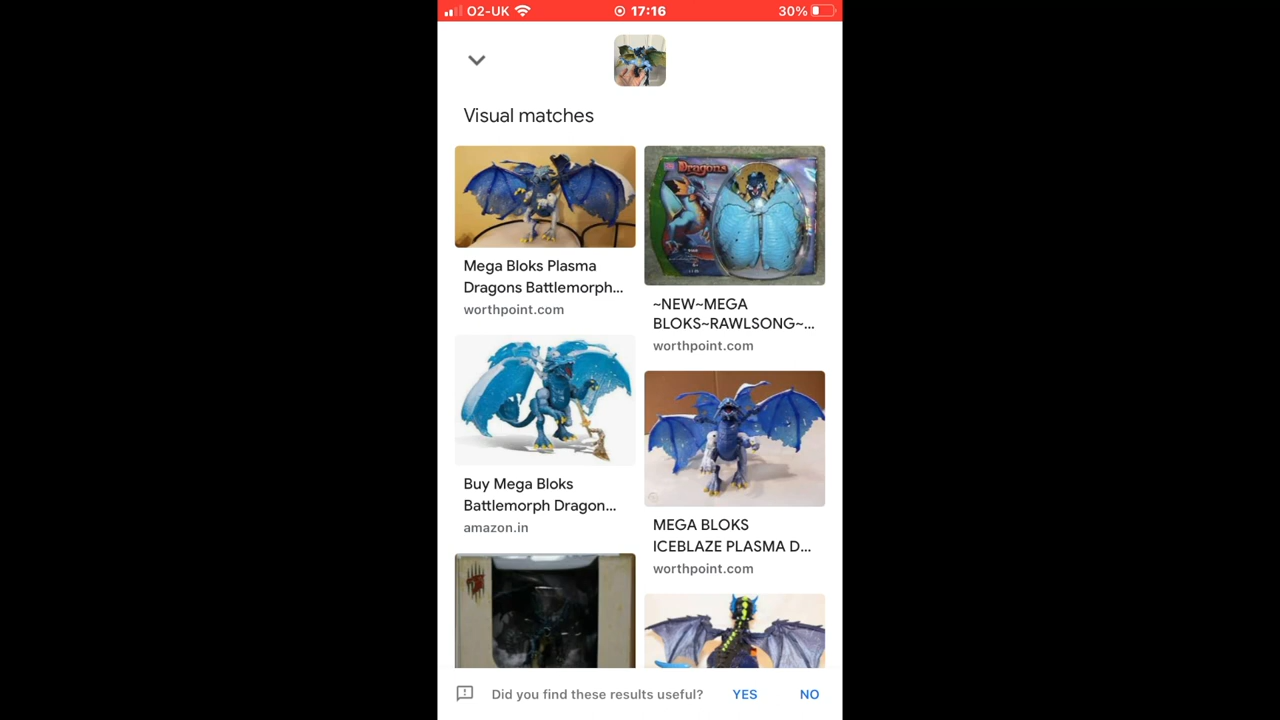 O2-UK
17:16
30%
Visual matches
Mega Bloks Plasma
Dragons Battlemorph...
worthpoint.com
Buy Mega Bloks
Battlemorph Dragon...
amazon.in
Dragons
~NEW~MEGA
BLOKS~RAWLSONG~...
worthpoint.com
MEGA BLOKS
ICEBLAZE PLASMA D...
worthpoint.com
Did you find these results useful?
YES
NO